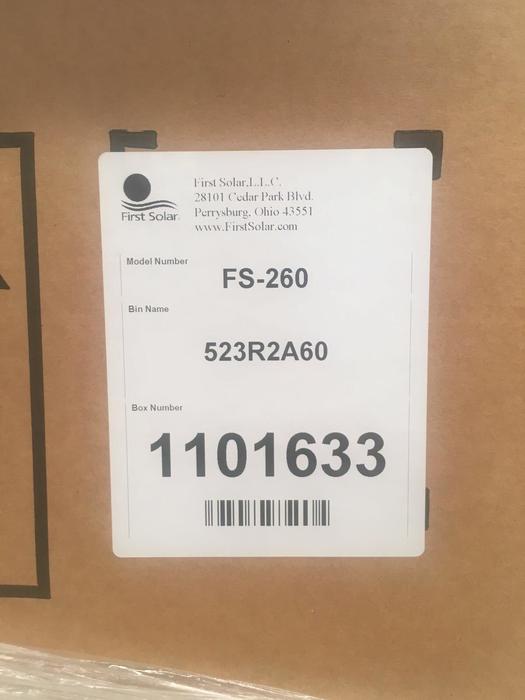 First Solar
First Solar,L.L.C.
28101 Cedar Park Blvd.
Perrysburg, Ohio 43551
www.FirstSolar.com
Model Number
FS-260
Bin Name
523R2A60
Box Number
1101633